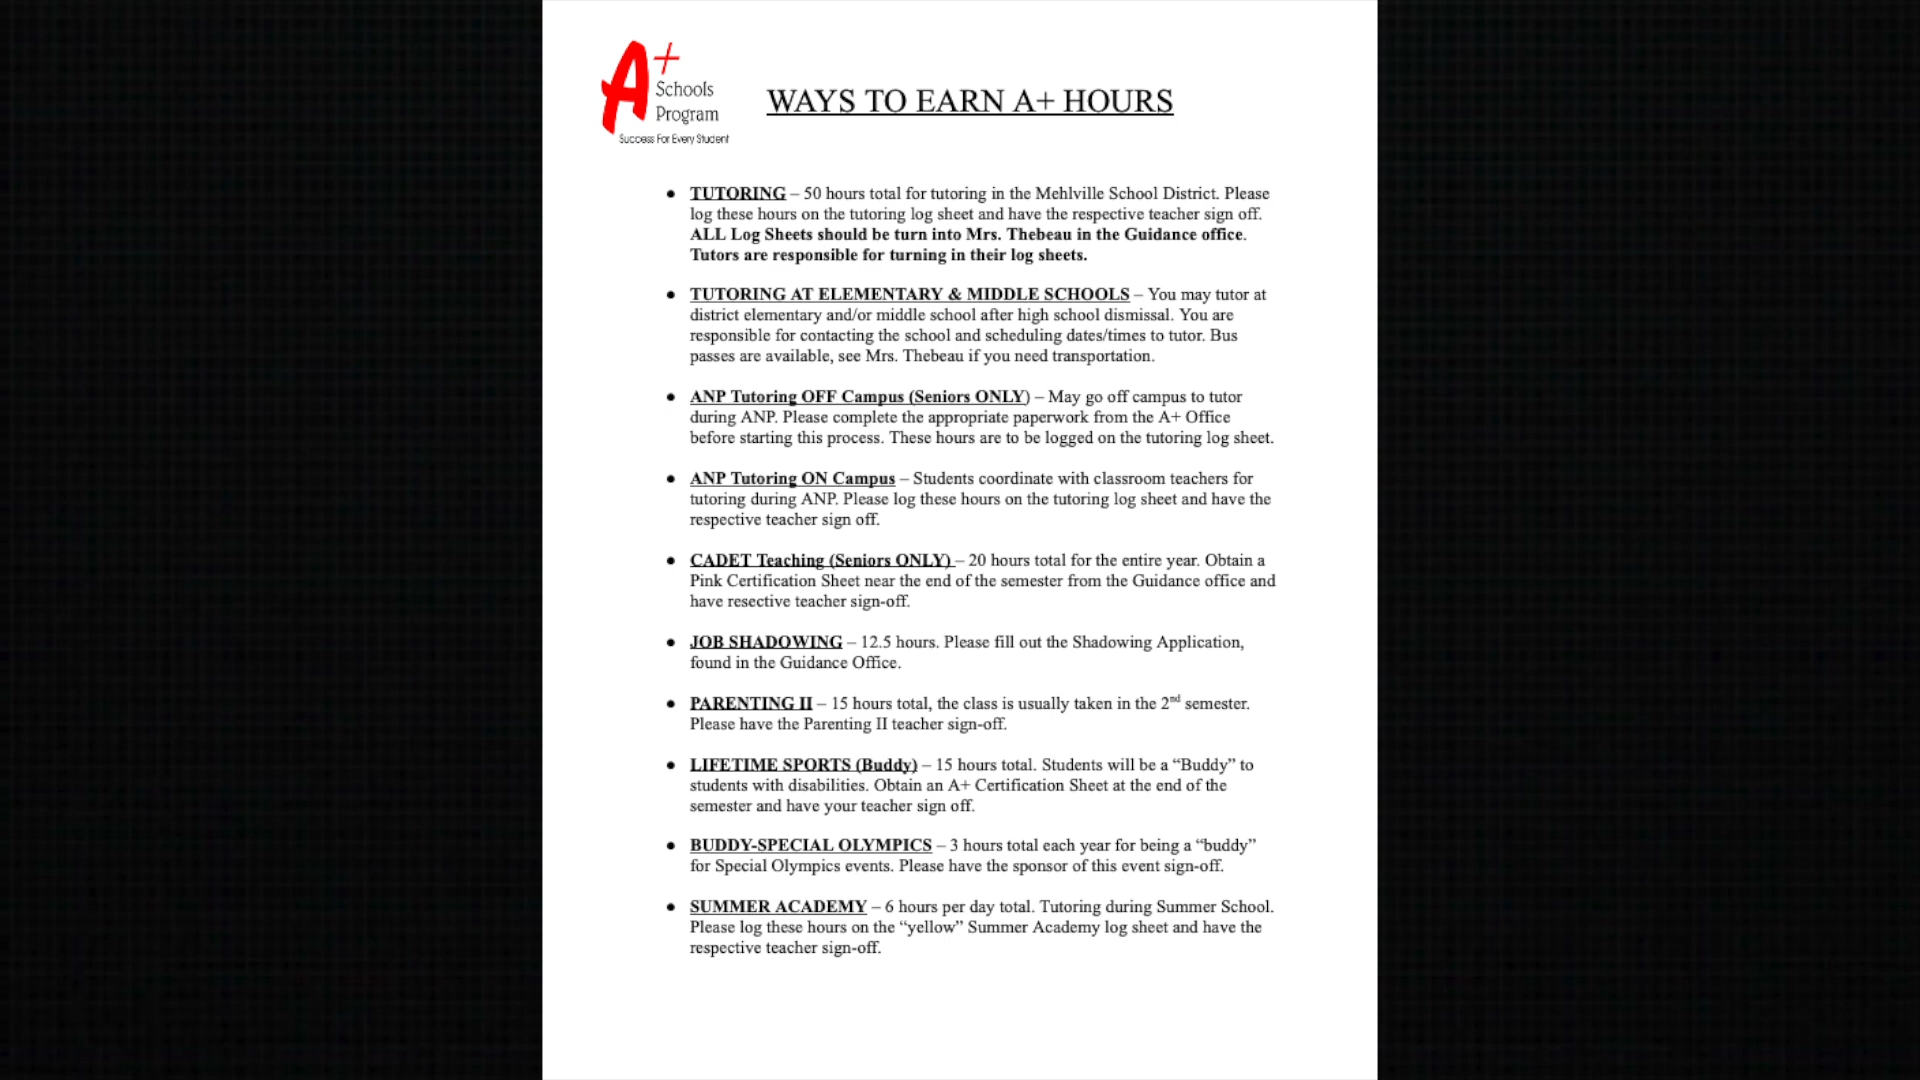 A+
Schools
Program
Success For Every Student
WAYS TO EARN A+ HOURS
● TUTORING – 50 hours total for tutoring in the Mehlville School District. Please
log these hours on the tutoring log sheet and have the respective teacher sign off.
ALL Log Sheets should be turn into Mrs. Thebeau in the Guidance office.
Tutors are responsible for turning in their log sheets.
● TUTORING AT ELEMENTARY & MIDDLE SCHOOLS – You may tutor at
district elementary and/or middle school after high school dismissal. You are
responsible for contacting the school and scheduling dates/times to tutor. Bus
passes are available, see Mrs. Thebeau if you need transportation.
● ANP Tutoring OFF Campus (Seniors ONLY) – May go off campus to tutor
during ANP. Please complete the appropriate paperwork from the A+ Office
before starting this process. These hours are to be logged on the tutoring log sheet.
● ANP Tutoring ON Campus – Students coordinate with classroom teachers for
tutoring during ANP. Please log these hours on the tutoring log sheet and have the
respective teacher sign off.
● CADET Teaching (Seniors ONLY) – 20 hours total for the entire year. Obtain a
Pink Certification Sheet near the end of the semester from the Guidance office and
have resective teacher sign-off.
● JOB SHADOWING – 12.5 hours. Please fill out the Shadowing Application,
found in the Guidance Office.
● PARENTING II – 15 hours total, the class is usually taken in the 2nd semester.
Please have the Parenting II teacher sign-off.
● LIFETIME SPORTS (Buddy) – 15 hours total. Students will be a “Buddy” to
students with disabilities. Obtain an A+ Certification Sheet at the end of the
semester and have your teacher sign off.
● BUDDY-SPECIAL OLYMPICS – 3 hours total each year for being a “buddy”
for Special Olympics events. Please have the sponsor of this event sign-off.
● SUMMER ACADEMY – 6 hours per day total. Tutoring during Summer School.
Please log these hours on the “yellow” Summer Academy log sheet and have the
respective teacher sign-off.